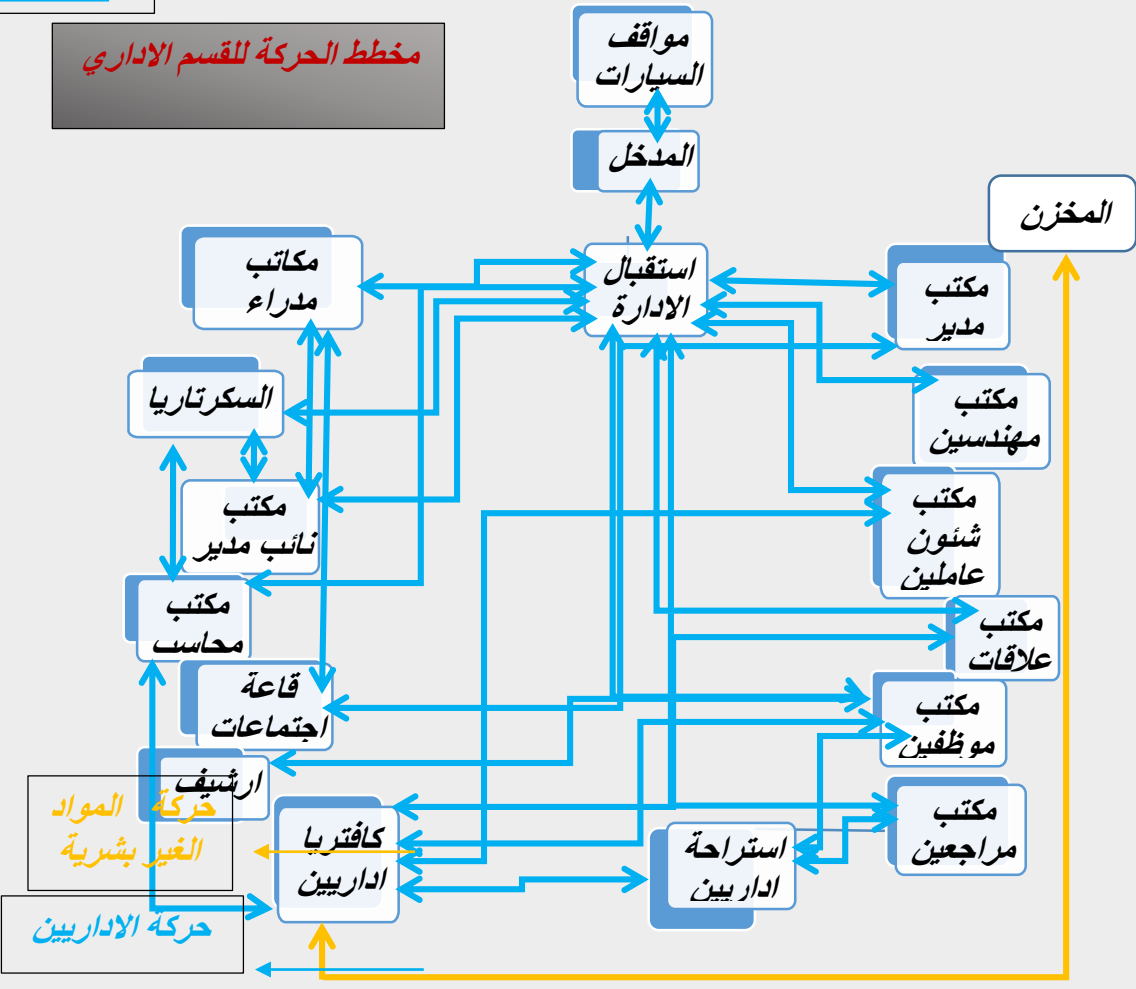 مخطط الحركة للقسم الاداري
مواقف
السيارات
المدخل
المخزن
استقبال
الادارة
مكاتب
مدراء
مكتب
مدير
السكرتاريا
مكتب
مهندسين
مكتب
نائب مدير
مكتب
شئون
عاملين
مكتب
محاسب
مكتب
علاقات
قاعة
اجتماعات
مكتب
موظفين
ارشيف
حركة المواد
الغير بشرية
كافتريا
اداريين
استراحة
اداريين
مكتب
مراجعين
حركة الاداريين